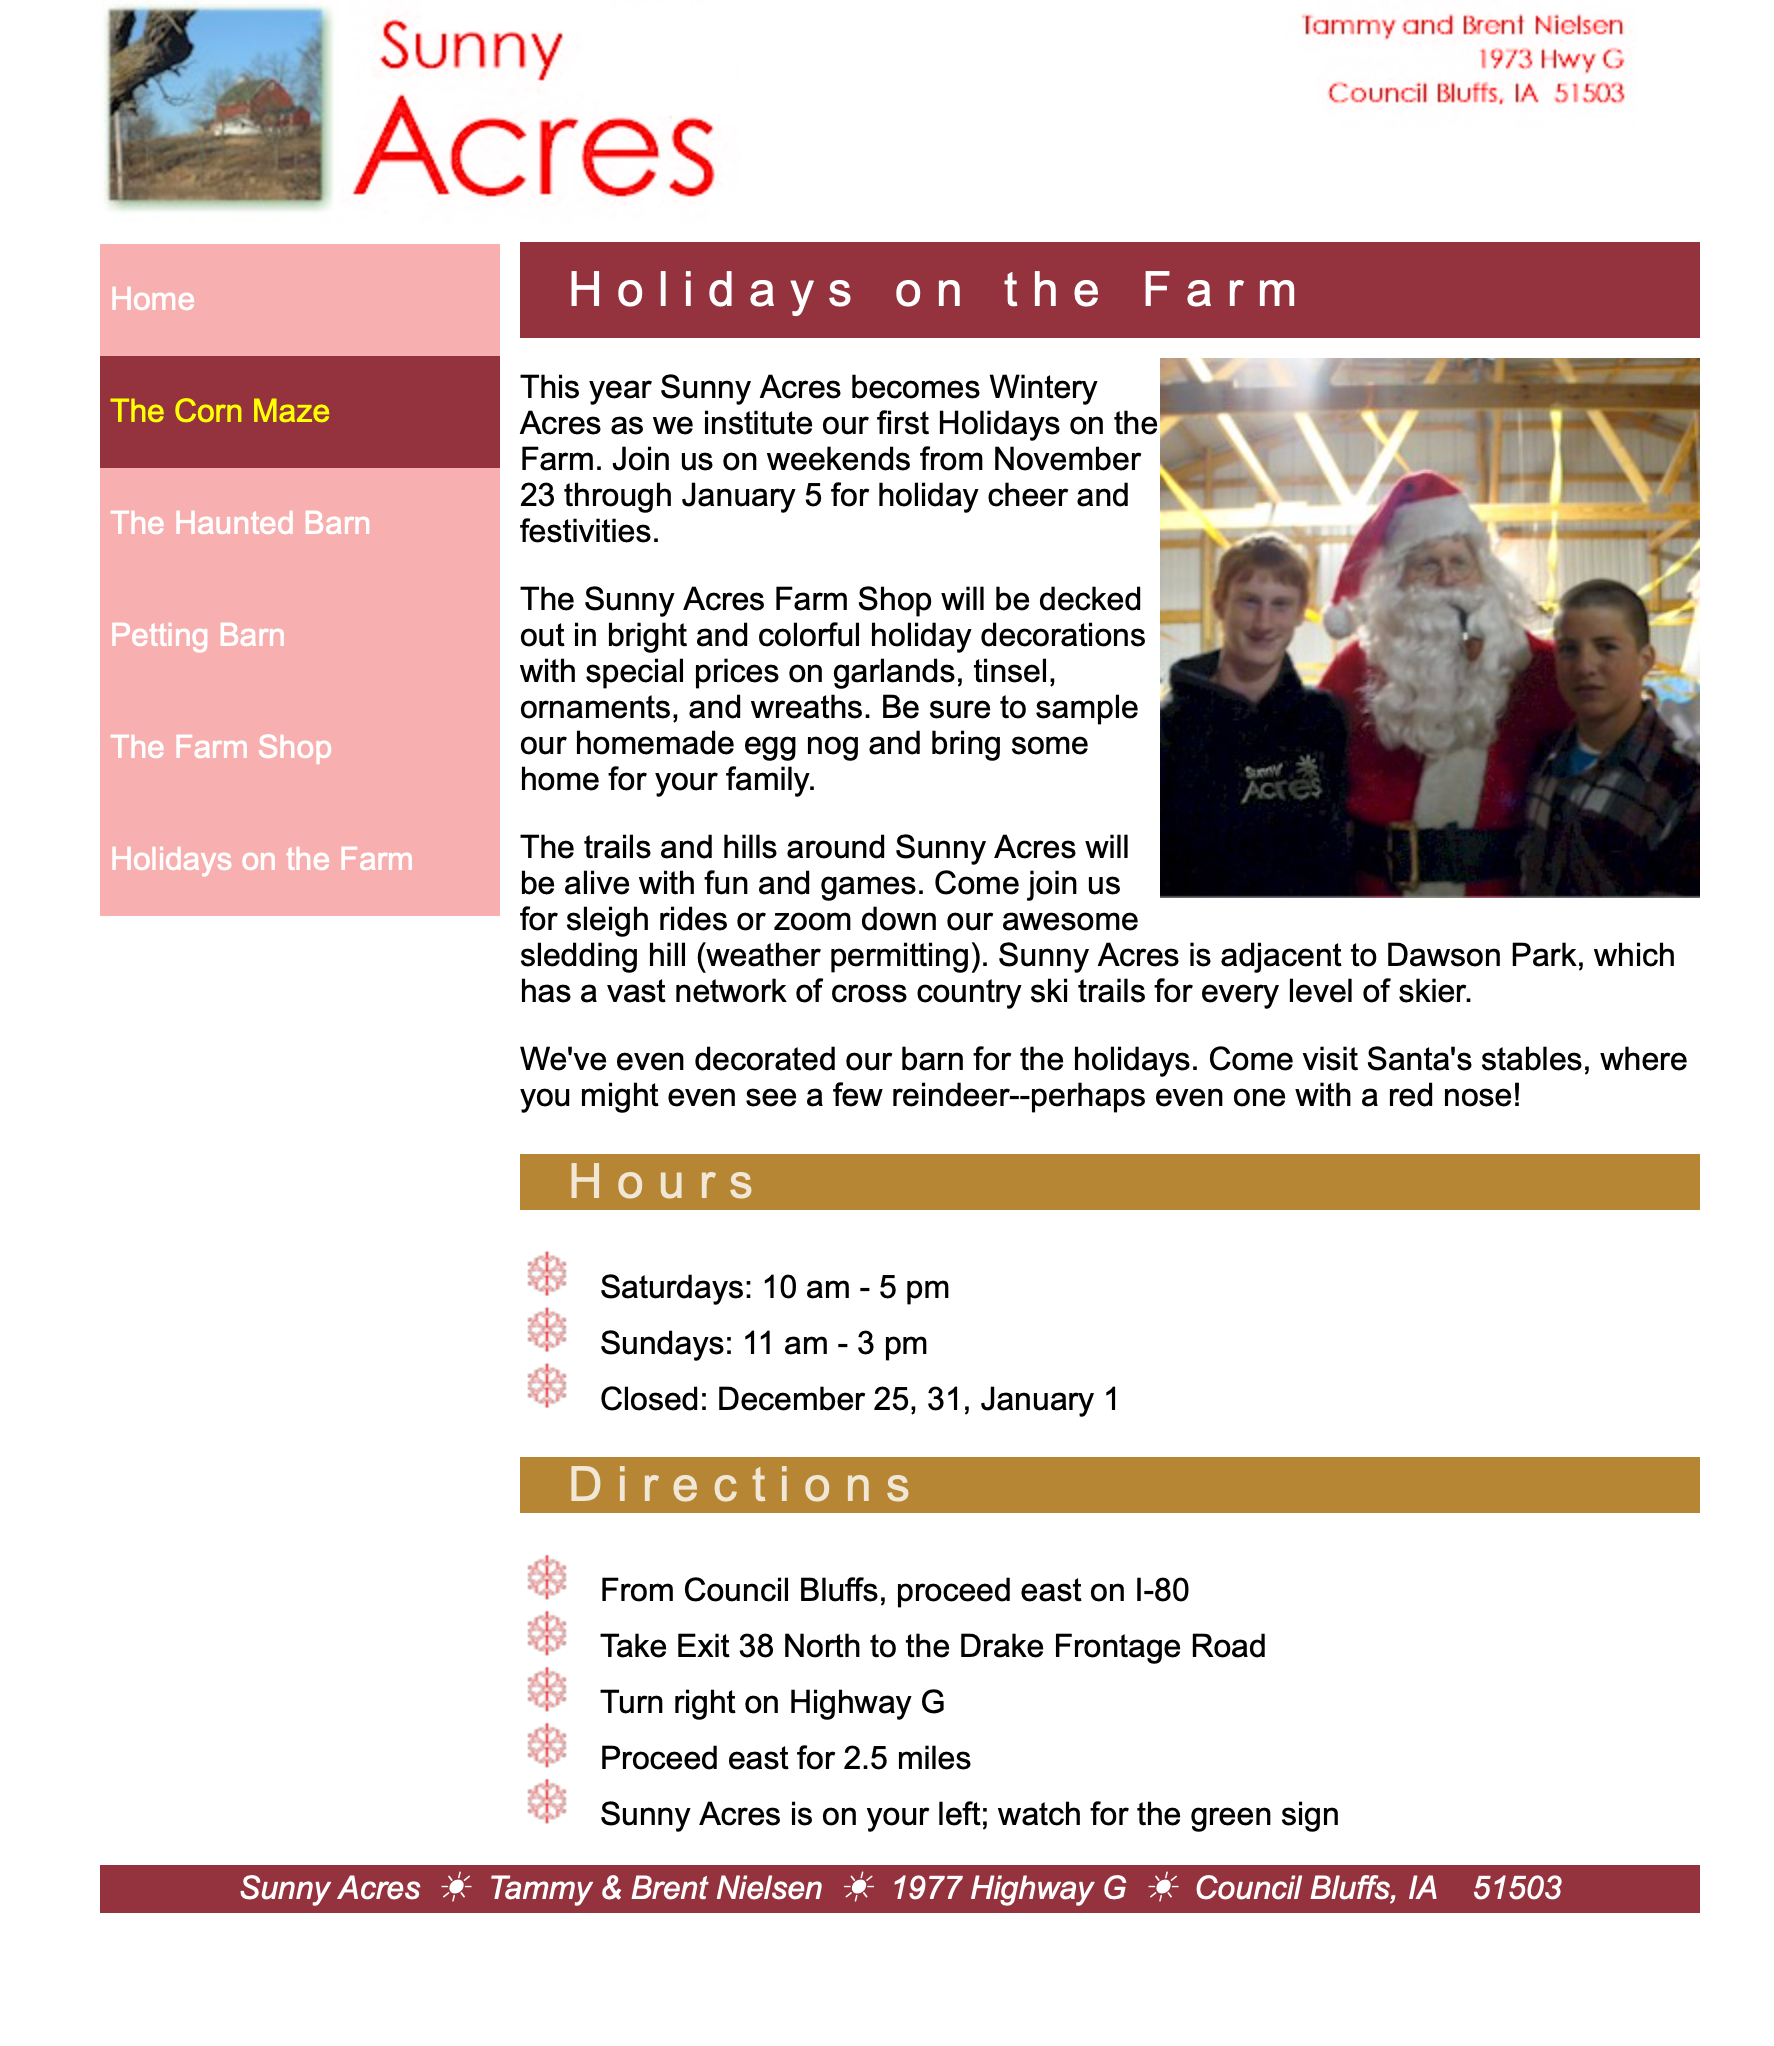 Sunny
Acres
Tammy and Brent Nielsen
1973 Hwy G
Council Bluffs, IA 51503
Home
The Corn Maze
The Haunted Barn
Petting Barn
The Farm Shop
Holidays on the Farm
Holidays on the Farm
This year Sunny Acres becomes Wintery
Acres as we institute our first Holidays on the
Farm. Join us on weekends from November
23 through January 5 for holiday cheer and
festivities.
The Sunny Acres Farm Shop will be decked
out in bright and colorful holiday decorations
with special prices on garlands, tinsel,
ornaments, and wreaths. Be sure to sample
our homemade egg nog and bring some
home for your family.
Sunny
Acres
The trails and hills around Sunny Acres will
be alive with fun and games. Come join us
for sleigh rides or zoom down our awesome
sledding hill (weather permitting). Sunny Acres is adjacent to Dawson Park, which
has a vast network of cross country ski trails for every level of skier.
We've even decorated our barn for the holidays. Come visit Santa's stables, where
you might even see a few reindeer--perhaps even one with a red nose!
Hours
Saturdays: 10 am - 5 pm
Sundays: 11 am - 3 pm
Closed: December 25, 31, January 1
Directions
From Council Bluffs, proceed east on I-80
Take Exit 38 North to the Drake Frontage Road
Turn right on Highway G
Proceed east for 2.5 miles
Sunny Acres is on your left; watch for the green sign
Sunny Acres ☀ Tammy & Brent Nielsen ☀ 1977 Highway G ☀ Council Bluffs, IA 51503